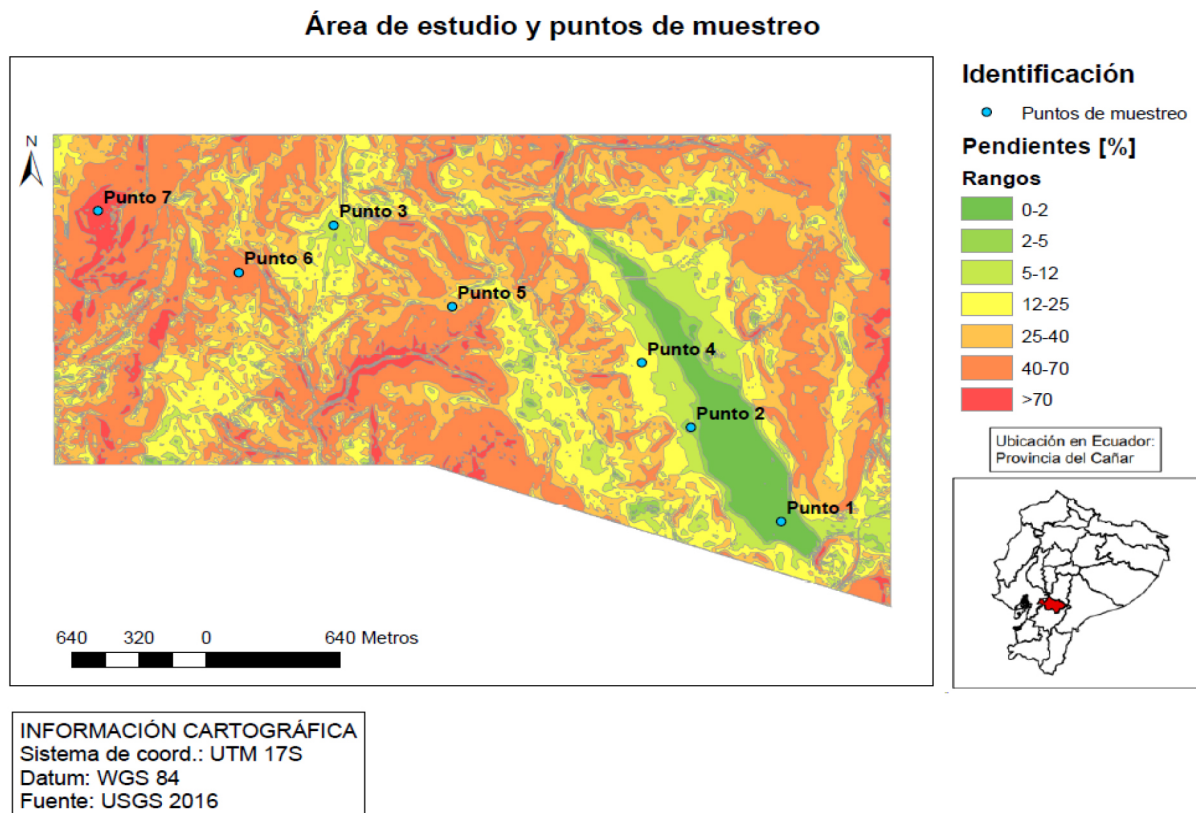 Área de estudio y puntos de muestreo
N
Punto 7
Punto 3
Punto 6
Punto 5
Punto 4
Punto 2
Punto 1
640 320 0 640 Metros
Identificación
Puntos de muestreo
Pendientes [%]
Rangos
0-2
2-5
5-12
12-25
25-40
40-70
>70
Ubicación en Ecuador:
Provincia del Cañar
INFORMACIÓN CARTOGRÁFICA
Sistema de coord.: UTM 17S
Datum: WGS 84
Fuente: USGS 2016